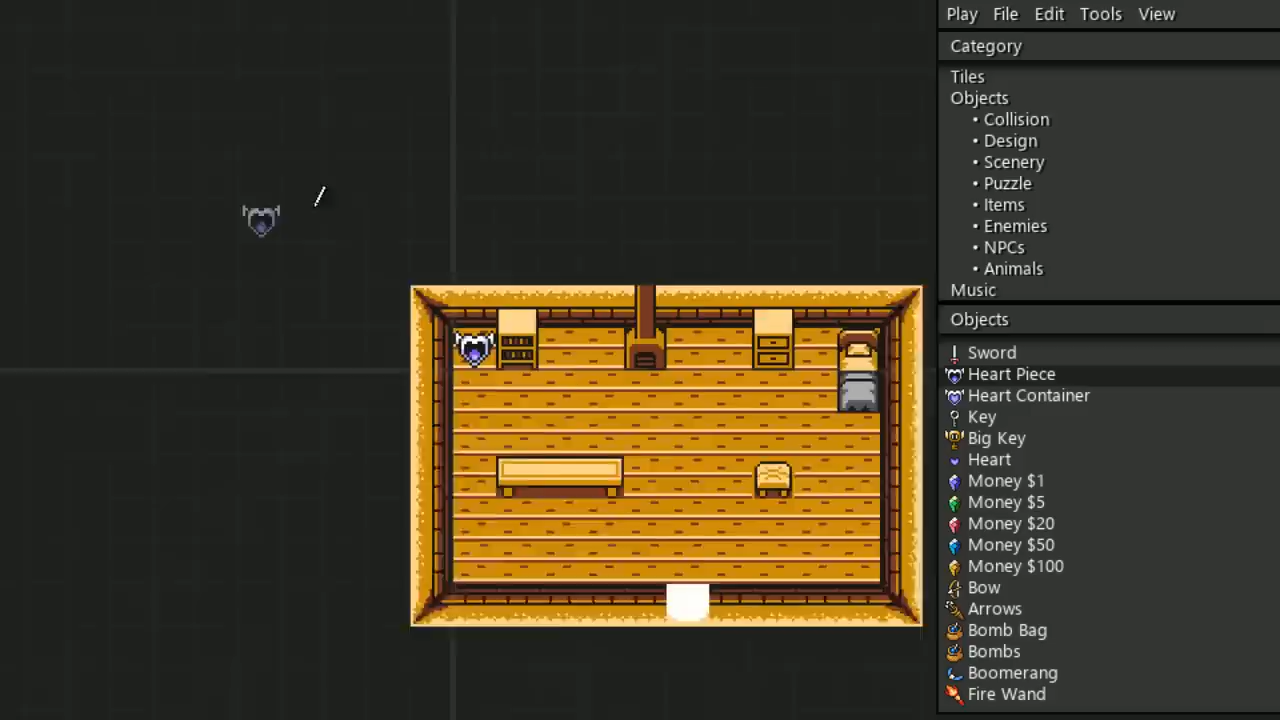 Play File Edit Tools View
Category
Tiles
Objects
• Collision
• Design
• Scenery
• Puzzle
• Items
• Enemies
• NPCs
• Animals
Music
Objects
Sword
Heart Piece
Heart Container
Key
Big Key
Heart
Money $1
Money $5
Money $20
Money $50
Money $100
Bow
Arrows
Bomb Bag
Bombs
Boomerang
Fire Wand